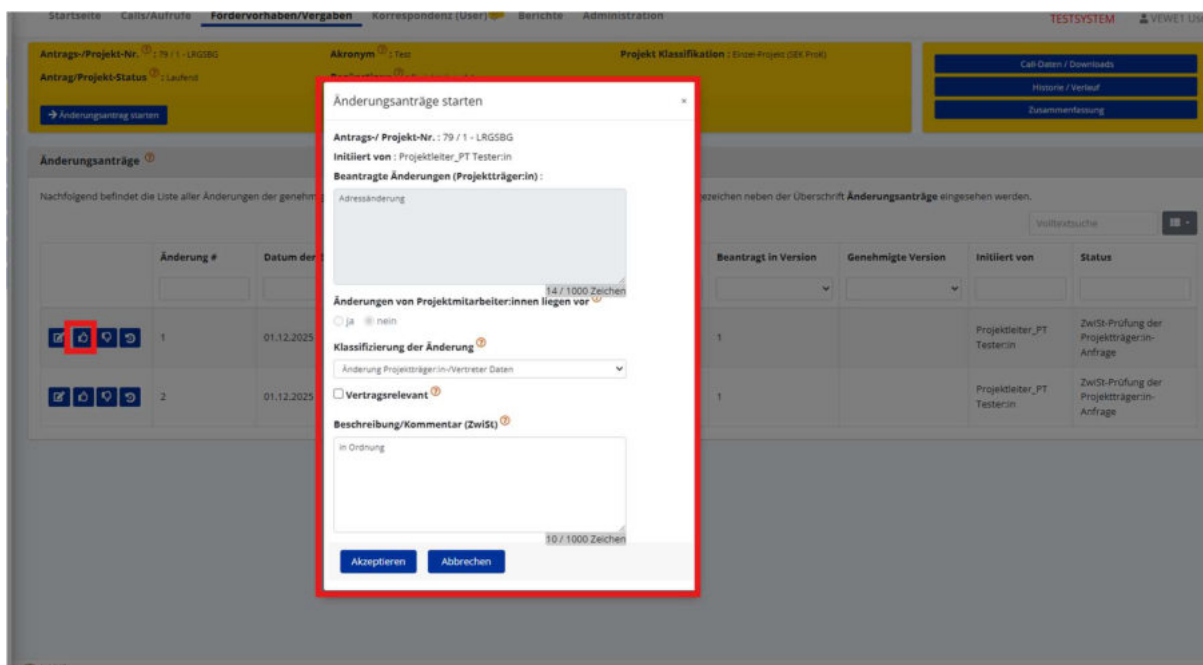 Startseite Calls/Aufrufe Fördervorhaben/Vergaben Korrespondenz (User) Berichte Administration
TESTSYSTEM VEWE1 Us
Antrags-/Projekt-Nr. : 79 / 1 - LRGSBG
Akronym : Test
Projekt Klassifikation : Einzel-Projekt (SEK ProK)
Antrag/Projekt-Status : Laufend
Änderungsantrag starten
Call-Daten / Downloads
Historie / Verlauf
Zusammenfassung
Änderungsanträge starten
×
Antrags-/ Projekt-Nr. : 79 / 1 - LRGSBG
Initiiert von : Projektleiter_PT Tester:in
Beantragte Änderungen (Projektträger:in) :
Adressänderung
14 / 1000 Zeichen
Änderungen von Projektmitarbeiter:innen liegen vor
ja nein
Klassifizierung der Änderung
Änderung Projektträger:in-/Vertreter Daten
Vertragsrelevant
Beschreibung/Kommentar (ZwiSt)
in Ordnung
10 / 1000 Zeichen
Akzeptieren Abbrechen
Änderungsanträge
Nachfolgend befindet die Liste aller Änderungen der genehm
ezeichen neben der Überschrift Änderungsanträge eingesehen werden.
Volltextsuche
Änderung # Datum der Beantragt in Version Genehmigte Version Initiiert von Status
1 01.12.2025 1 Projektleiter_PT ZwiSt-Prüfung der
Tester:in Projektträger:in-
Anfrage
2 01.12.2025 1 Projektleiter_PT ZwiSt-Prüfung der
Tester:in Projektträger:in-
Anfrage